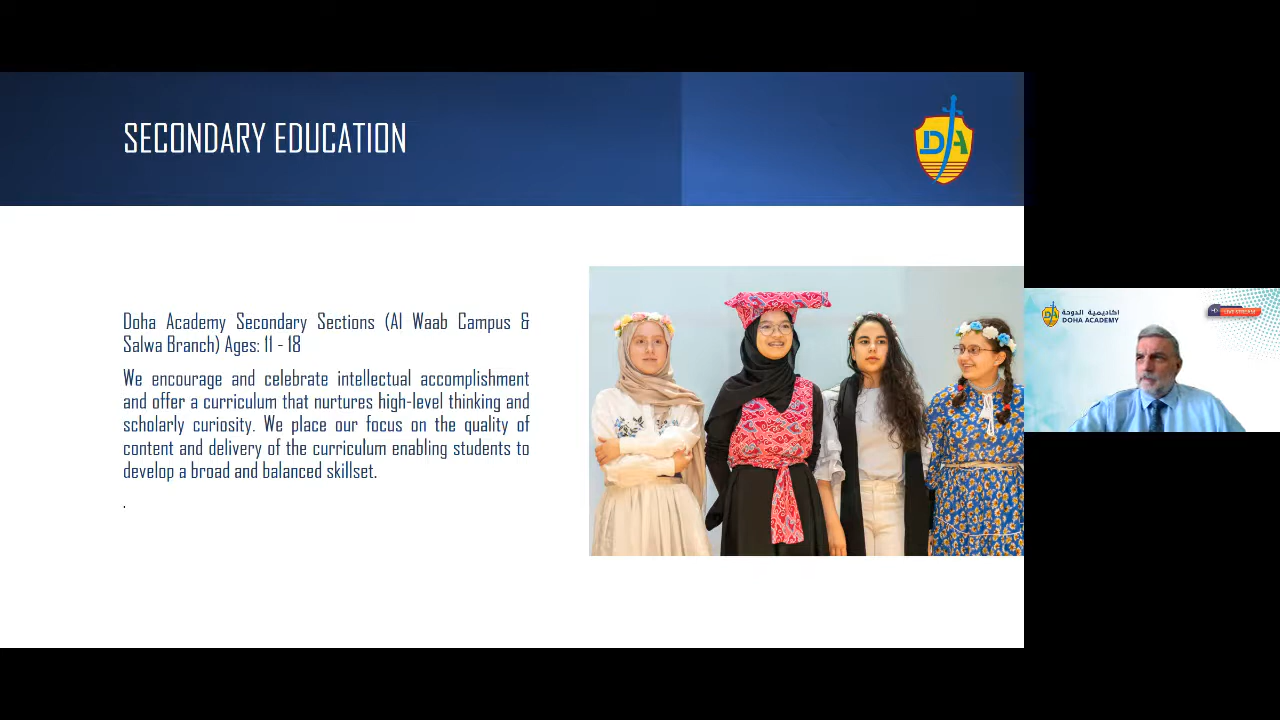 SECONDARY EDUCATION
DA
Doha Academy Secondary Sections (Al Waab Campus &
Salwa Branch) Ages: 11 - 18
We encourage and celebrate intellectual accomplishment
and offer a curriculum that nurtures high-level thinking and
scholarly curiosity. We place our focus on the quality of
content and delivery of the curriculum enabling students to
develop a broad and balanced skillset.
.
أكاديمية الدوحة
DOHA ACADEMY
LIVE STREAM